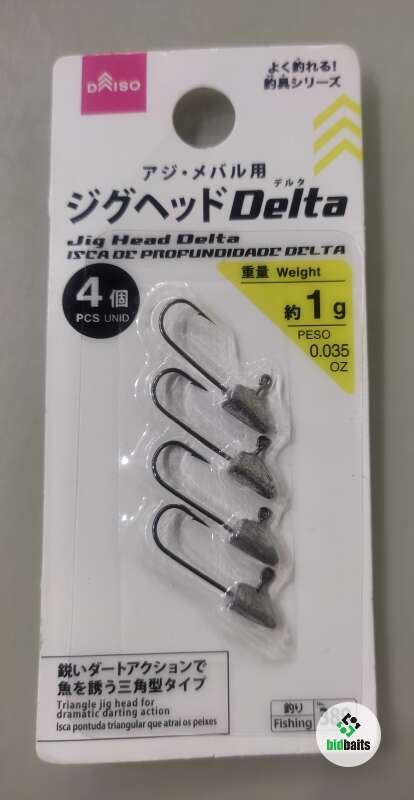 DAISO
よく釣れる!
釣具シリーズ
アジ・メバル用
デルタ
ジグヘッドDelta
Jig Head Delta
ISCA DE PROFUNDIDADE DELTA
重量 Weight
約1g
PESO
0.035
OZ
4個
PCS UNID
鋭いダートアクションで
魚を誘う三角型タイプ
Triangle jig head for
dramatic darting action
Isca pontuda triangular que atrai os peixes
釣り
Fishing
No.
bidbaits